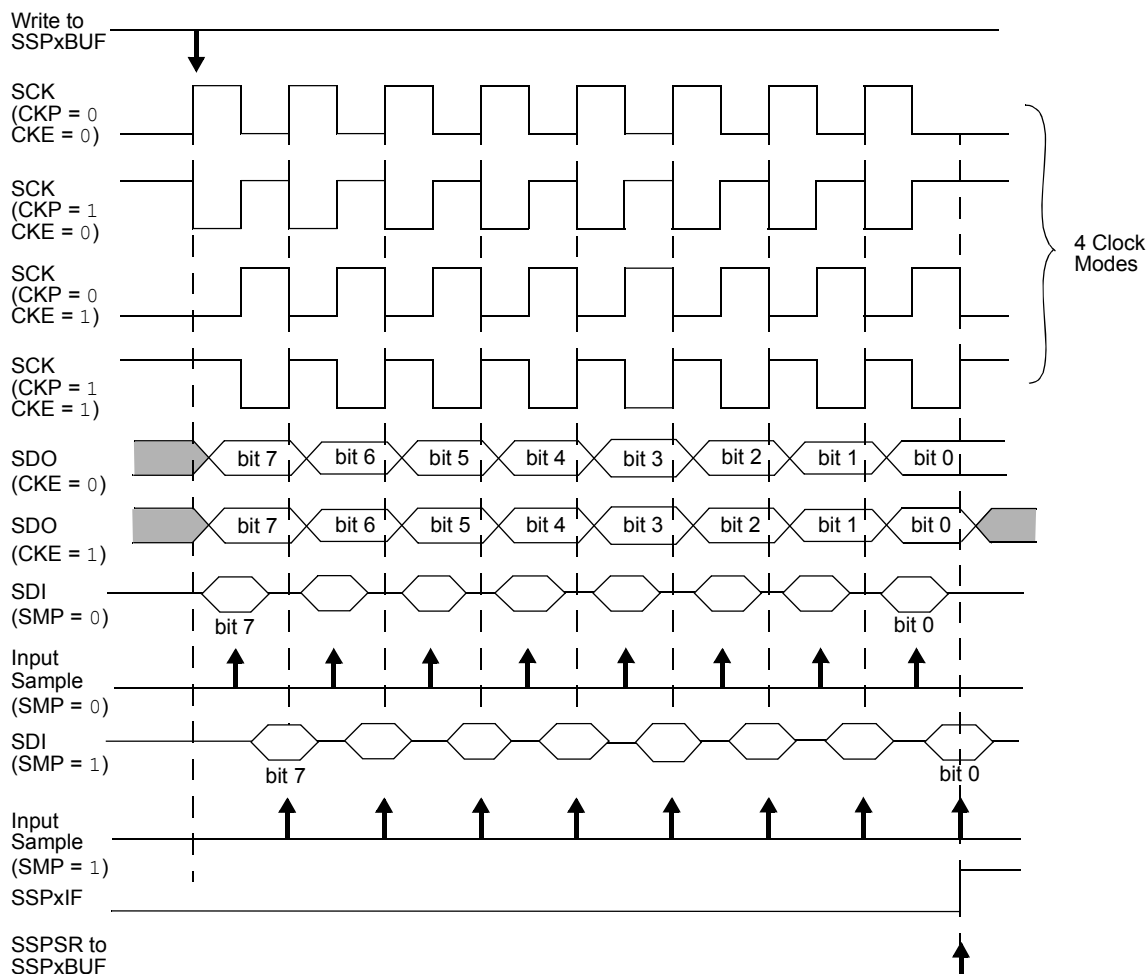 Write to
SSPxBUF
SCK
(CKP = 0
CKE = 0)
SCK
(CKP = 1
CKE = 0)
SCK
(CKP = 0
CKE = 1)
SCK
(CKP = 1
CKE = 1)
4 Clock
Modes
SDO
(CKE = 0)
bit 7 bit 6 bit 5 bit 4 bit 3 bit 2 bit 1 bit 0
SDO
(CKE = 1)
bit 7 bit 6 bit 5 bit 4 bit 3 bit 2 bit 1 bit 0
SDI
(SMP = 0)
bit 7 bit 0
Input
Sample
(SMP = 0)
SDI
(SMP = 1)
bit 7 bit 0
Input
Sample
(SMP = 1)
SSPxIF
SSPSR to
SSPxBUF